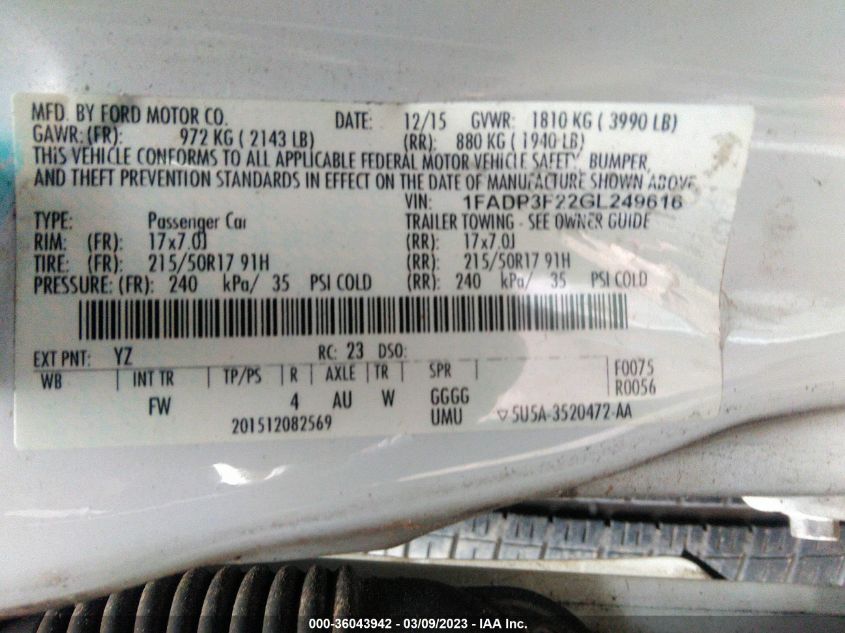 MFD. BY FORD MOTOR CO. DATE: 12/15 GVWR: 1810 KG ( 3990 LB)
GAWR: (FR): 972 KG ( 2143 LB) (RR): 880 KG ( 1940 LB)
THIS VEHICLE CONFORMS TO ALL APPLICABLE FEDERAL MOTOR VEHICLE SAFETY, BUMPER,
AND THEFT PREVENTION STANDARDS IN EFFECT ON THE DATE OF MANUFACTURE SHOWN ABOVE.
VIN: 1FADP3F22GL249616
TYPE: Passenger Car TRAILER TOWING - SEE OWNER GUIDE
RIM: (FR): 17x7.0J (RR): 17x7.0J
TIRE: (FR): 215/50R17 91H (RR): 215/50R17 91H
PRESSURE: (FR): 240 kPa/ 35 PSI COLD (RR): 240 kPa/ 35 PSI COLD
EXT PNT: YZ RC: 23 DSO:
WB INT TR TP/PS R AXLE TR SPR F0075
R0056
FW 4 AU W GGGG
201512082569 UMU ▽ 5U5A-3520472-AA
000-36043942 - 03/09/2023 - IAA Inc.